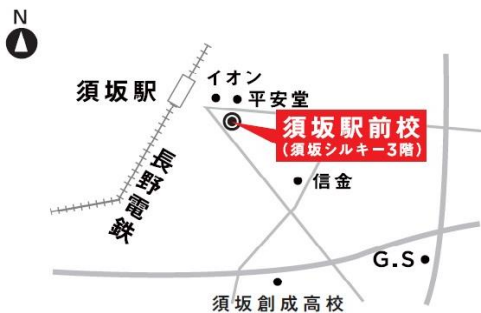 N
イオン
須坂駅
平安堂
須坂駅前校
(須坂シルキー3階)
長野電鉄
信金
G.S
須坂創成高校